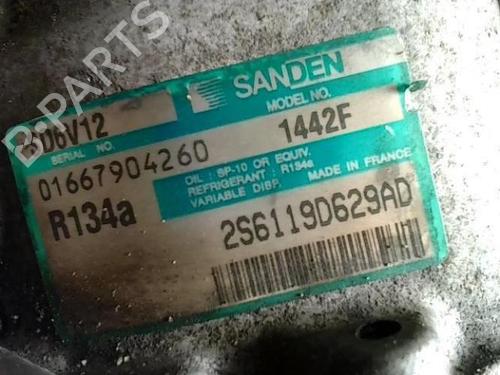 SANDEN
SD6V12
MODEL NO.
SERIAL NO.
1442F
01667904260
OIL : SP-10 OR EQUIV.
REFRIGERANT : R134a
VARIABLE DISP. MADE IN FRANCE
R134a
2S6119D629AD
B-PARTS